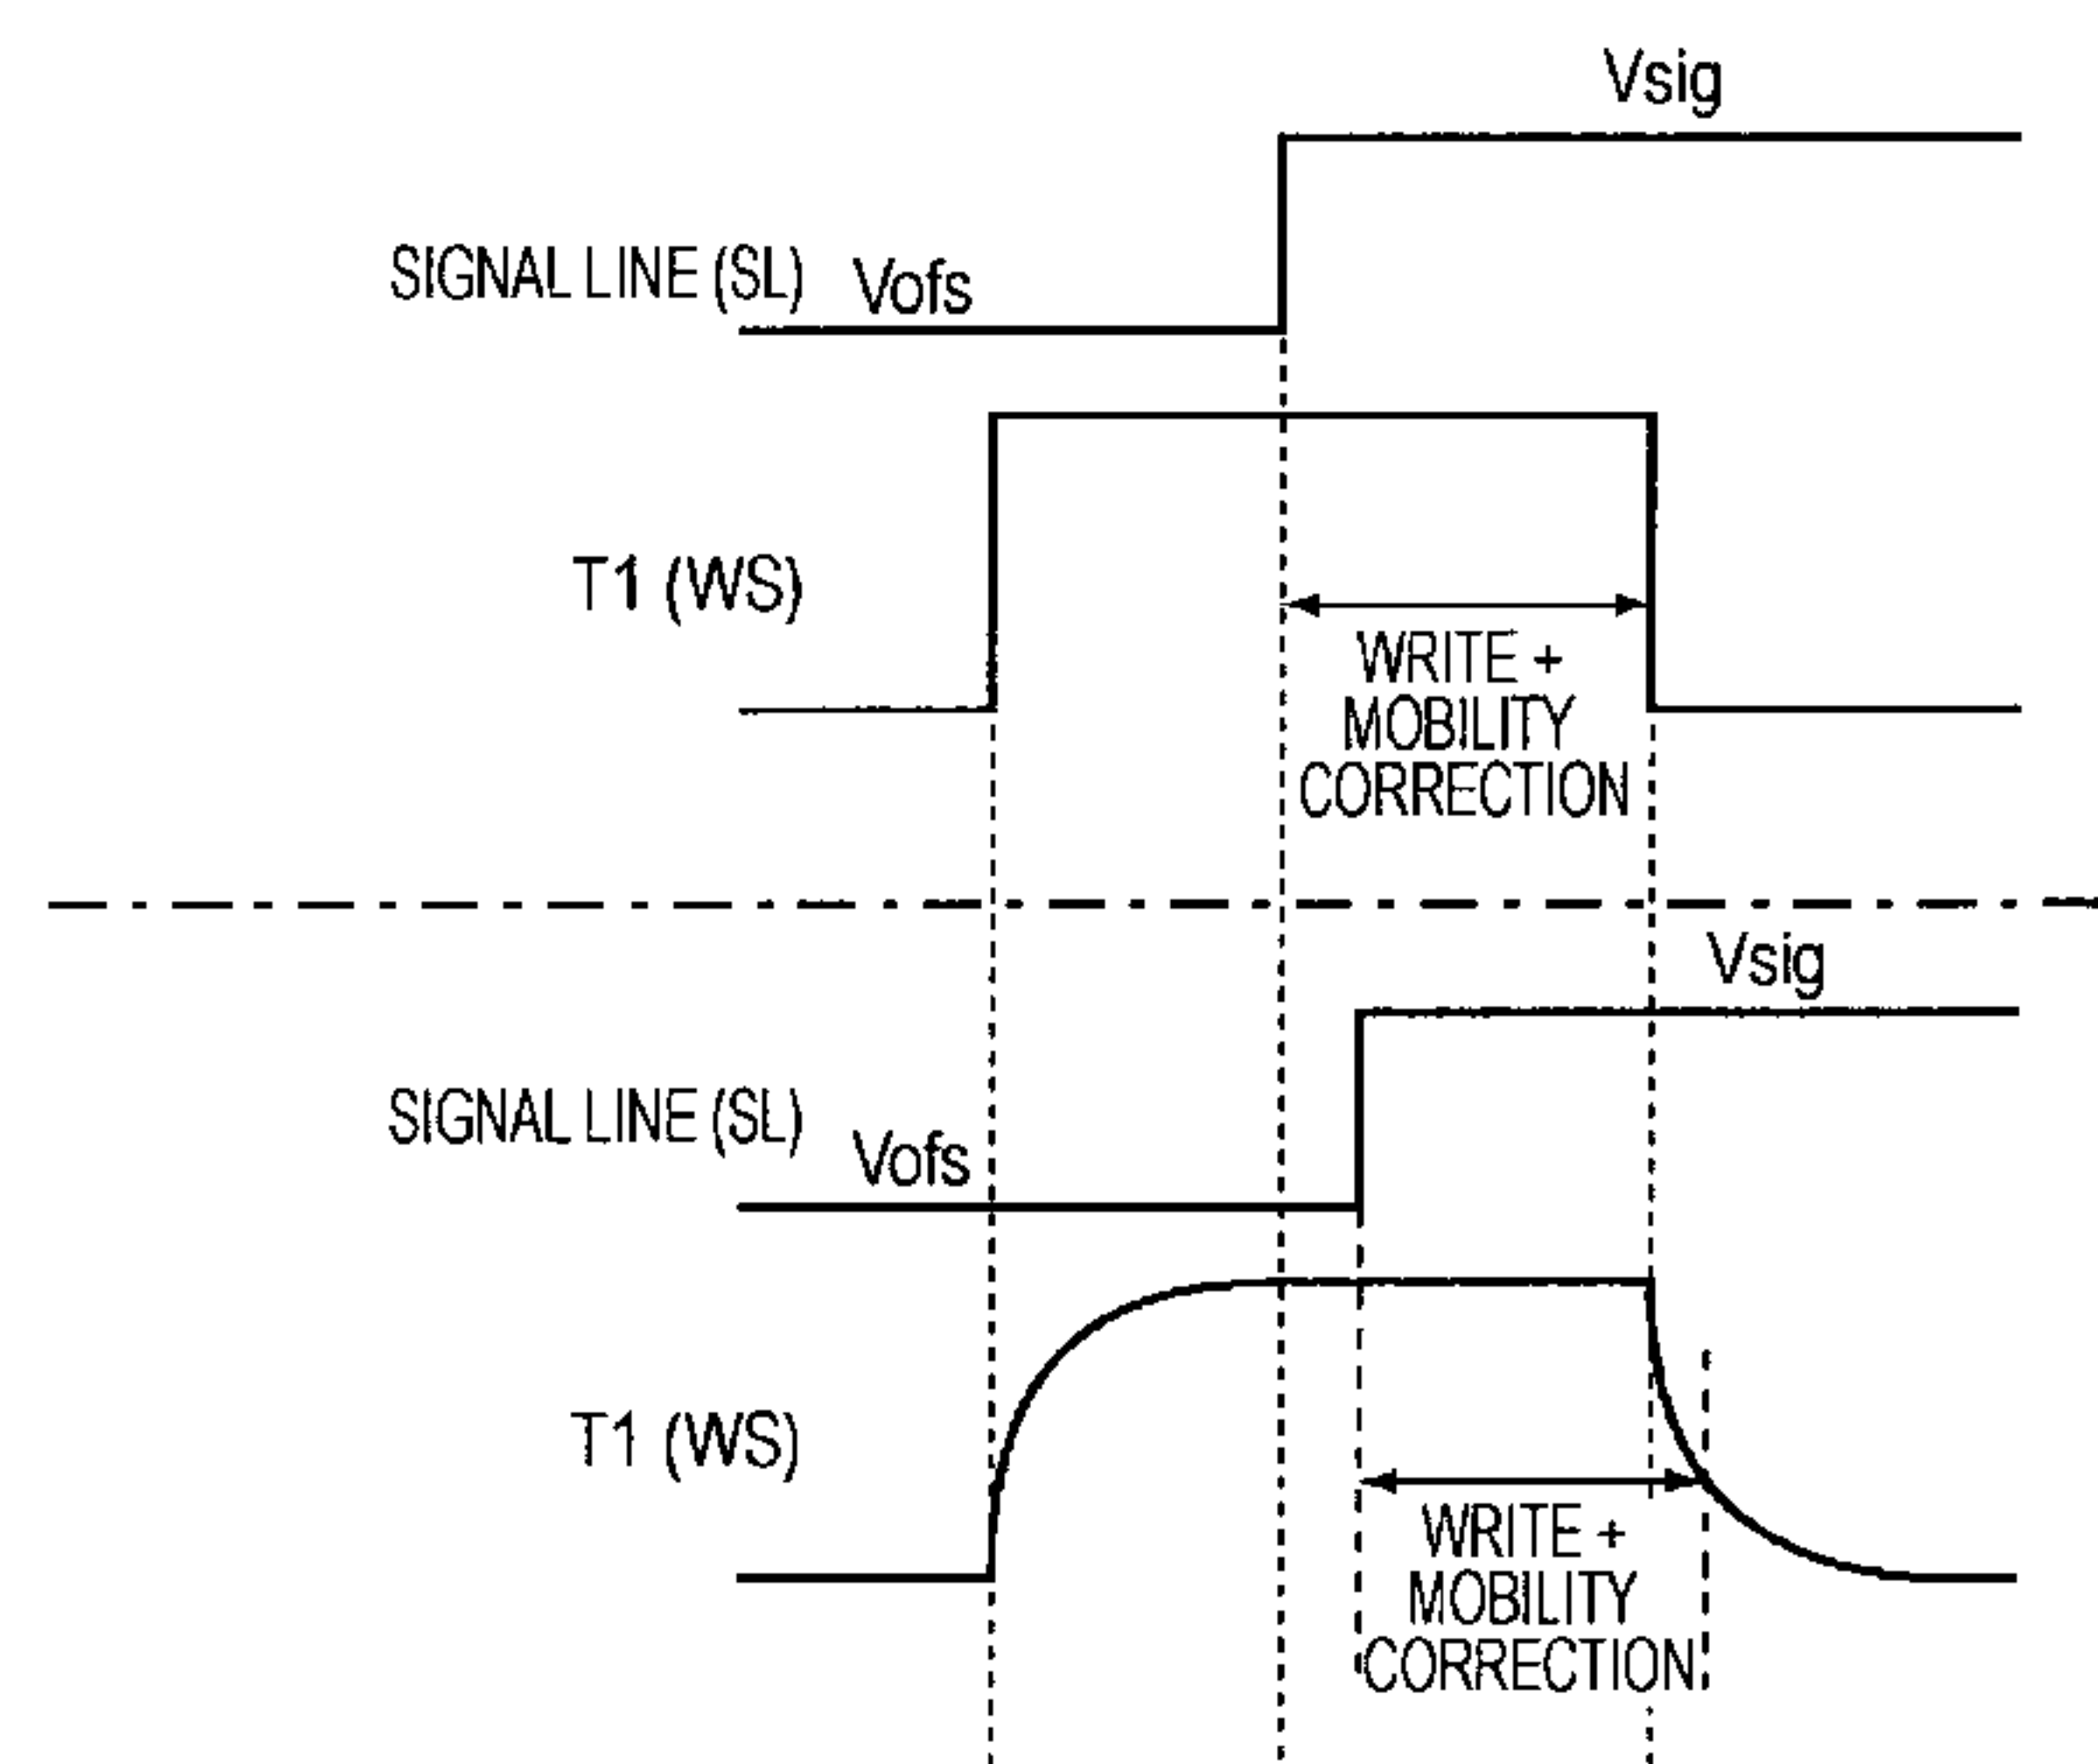 Vsig
SIGNAL LINE (SL) Vofs
T1 (WS)
WRITE +
MOBILITY
CORRECTION
Vsig
SIGNAL LINE (SL) Vofs
T1 (WS)
WRITE +
MOBILITY
CORRECTION